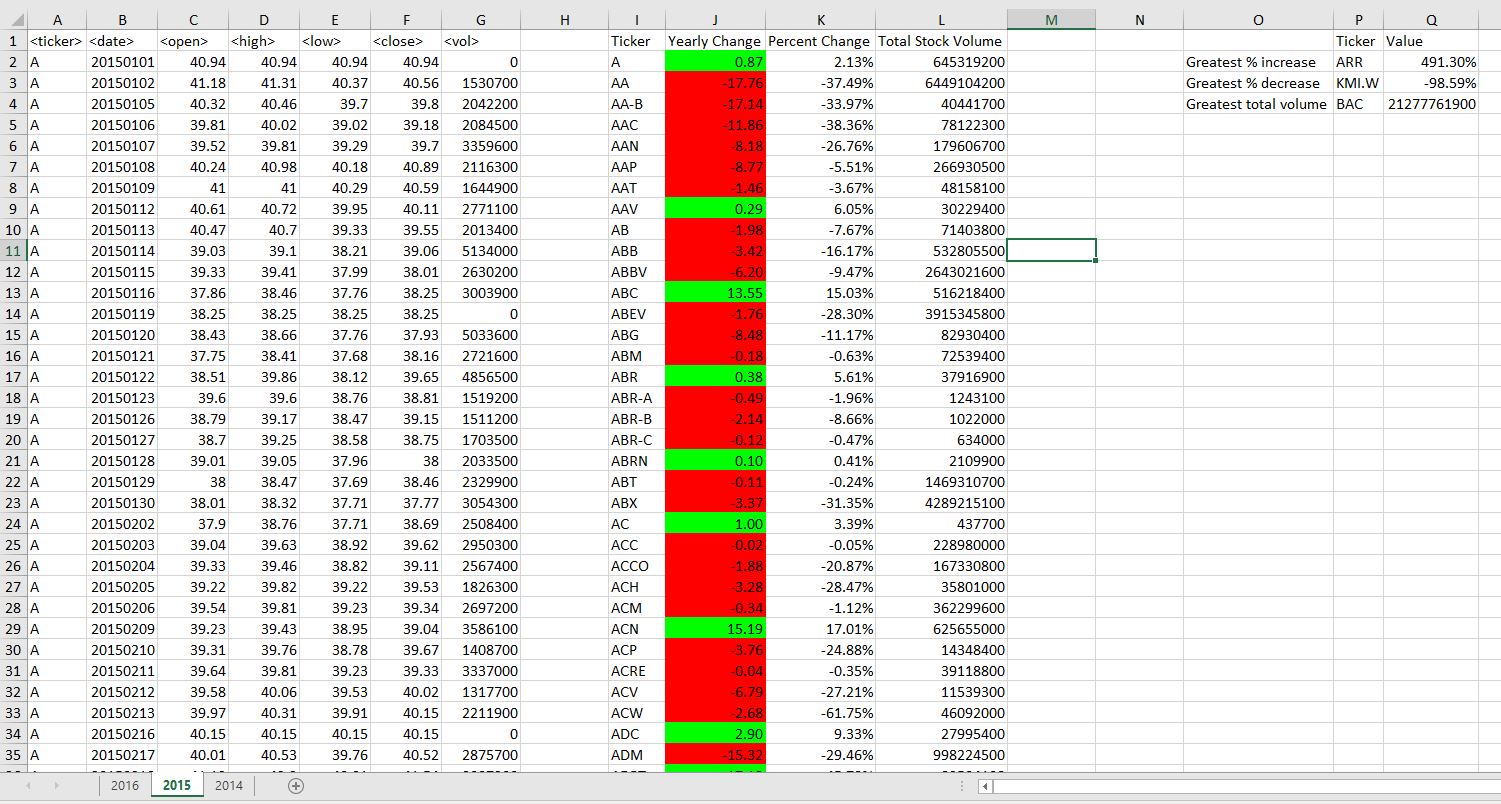 A B C D E F G H I J K L M N O P Q
1 <ticker> <date> <open> <high> <low> <close> <vol> Ticker Yearly Change Percent Change Total Stock Volume Ticker Value
2 A 20150101 40.94 40.94 40.94 40.94 0 A 0.87 2.13% 645319200 Greatest % increase ARR 491.30%
3 A 20150102 41.18 41.31 40.37 40.56 1530700 AA -17.76 -37.49% 6449104200 Greatest % decrease KMI.W -98.59%
4 A 20150105 40.32 40.46 39.7 39.8 2042200 AA-B -17.14 -33.97% 40441700 Greatest total volume BAC 21277761900
5 A 20150106 39.81 40.02 39.02 39.18 2084500 AAC -11.86 -38.36% 78122300
6 A 20150107 39.52 39.81 39.29 39.7 3359600 AAN -8.18 -26.76% 179606700
7 A 20150108 40.24 40.98 40.18 40.89 2116300 AAP -8.77 -5.51% 266930500
8 A 20150109 41 41 40.29 40.59 1644900 AAT -1.46 -3.67% 48158100
9 A 20150112 40.61 40.72 39.95 40.11 2771100 AAV 0.29 6.05% 30229400
10 A 20150113 40.47 40.7 39.33 39.55 2013400 AB -1.98 -7.67% 71403800
11 A 20150114 39.03 39.1 38.21 39.06 5134000 ABB -3.42 -16.17% 532805500
12 A 20150115 39.33 39.41 37.99 38.01 2630200 ABBV -6.20 -9.47% 2643021600
13 A 20150116 37.86 38.46 37.76 38.25 3003900 ABC 13.55 15.03% 516218400
14 A 20150119 38.25 38.25 38.25 38.25 0 ABEV -1.76 -28.30% 3915345800
15 A 20150120 38.43 38.66 37.76 37.93 5033600 ABG -8.48 -11.17% 82930400
16 A 20150121 37.75 38.41 37.68 38.16 2721600 ABM -0.18 -0.63% 72539400
17 A 20150122 38.51 39.86 38.12 39.65 4856500 ABR 0.38 5.61% 37916900
18 A 20150123 39.6 39.6 38.76 38.81 1519200 ABR-A -0.49 -1.96% 1243100
19 A 20150126 38.79 39.17 38.47 39.15 1511200 ABR-B -2.14 -8.66% 1022000
20 A 20150127 38.7 39.25 38.58 38.75 1703500 ABR-C -0.12 -0.47% 634000
21 A 20150128 39.01 39.05 37.96 38 2033500 ABRN 0.10 0.41% 2109900
22 A 20150129 38 38.47 37.69 38.46 2329900 ABT -0.11 -0.24% 1469310700
23 A 20150130 38.01 38.32 37.71 37.77 3054300 ABX -3.37 -31.35% 4289215100
24 A 20150202 37.9 38.76 37.71 38.69 2508400 AC 1.00 3.39% 437700
25 A 20150203 39.04 39.63 38.92 39.62 2950300 ACC -0.02 -0.05% 228980000
26 A 20150204 39.33 39.46 38.82 39.11 2567400 ACCO -1.88 -20.87% 167330800
27 A 20150205 39.22 39.82 39.22 39.53 1826300 ACH -3.28 -28.47% 35801000
28 A 20150206 39.54 39.81 39.23 39.34 2697200 ACM -0.34 -1.12% 362299600
29 A 20150209 39.23 39.43 38.95 39.04 3586100 ACN 15.19 17.01% 625655000
30 A 20150210 39.31 39.76 38.78 39.67 1408700 ACP -3.76 -24.88% 14348400
31 A 20150211 39.64 39.81 39.23 39.33 3337000 ACRE -0.04 -0.35% 39118800
32 A 20150212 39.58 40.06 39.53 40.02 1317700 ACV -6.79 -27.21% 11539300
33 A 20150213 39.97 40.31 39.91 40.15 2211900 ACW -2.68 -61.75% 46092000
34 A 20150216 40.15 40.15 40.15 40.15 0 ADC 2.90 9.33% 27995400
35 A 20150217 40.01 40.53 39.76 40.52 2875700 ADM -15.32 -29.46% 998224500
2016 2015 2014